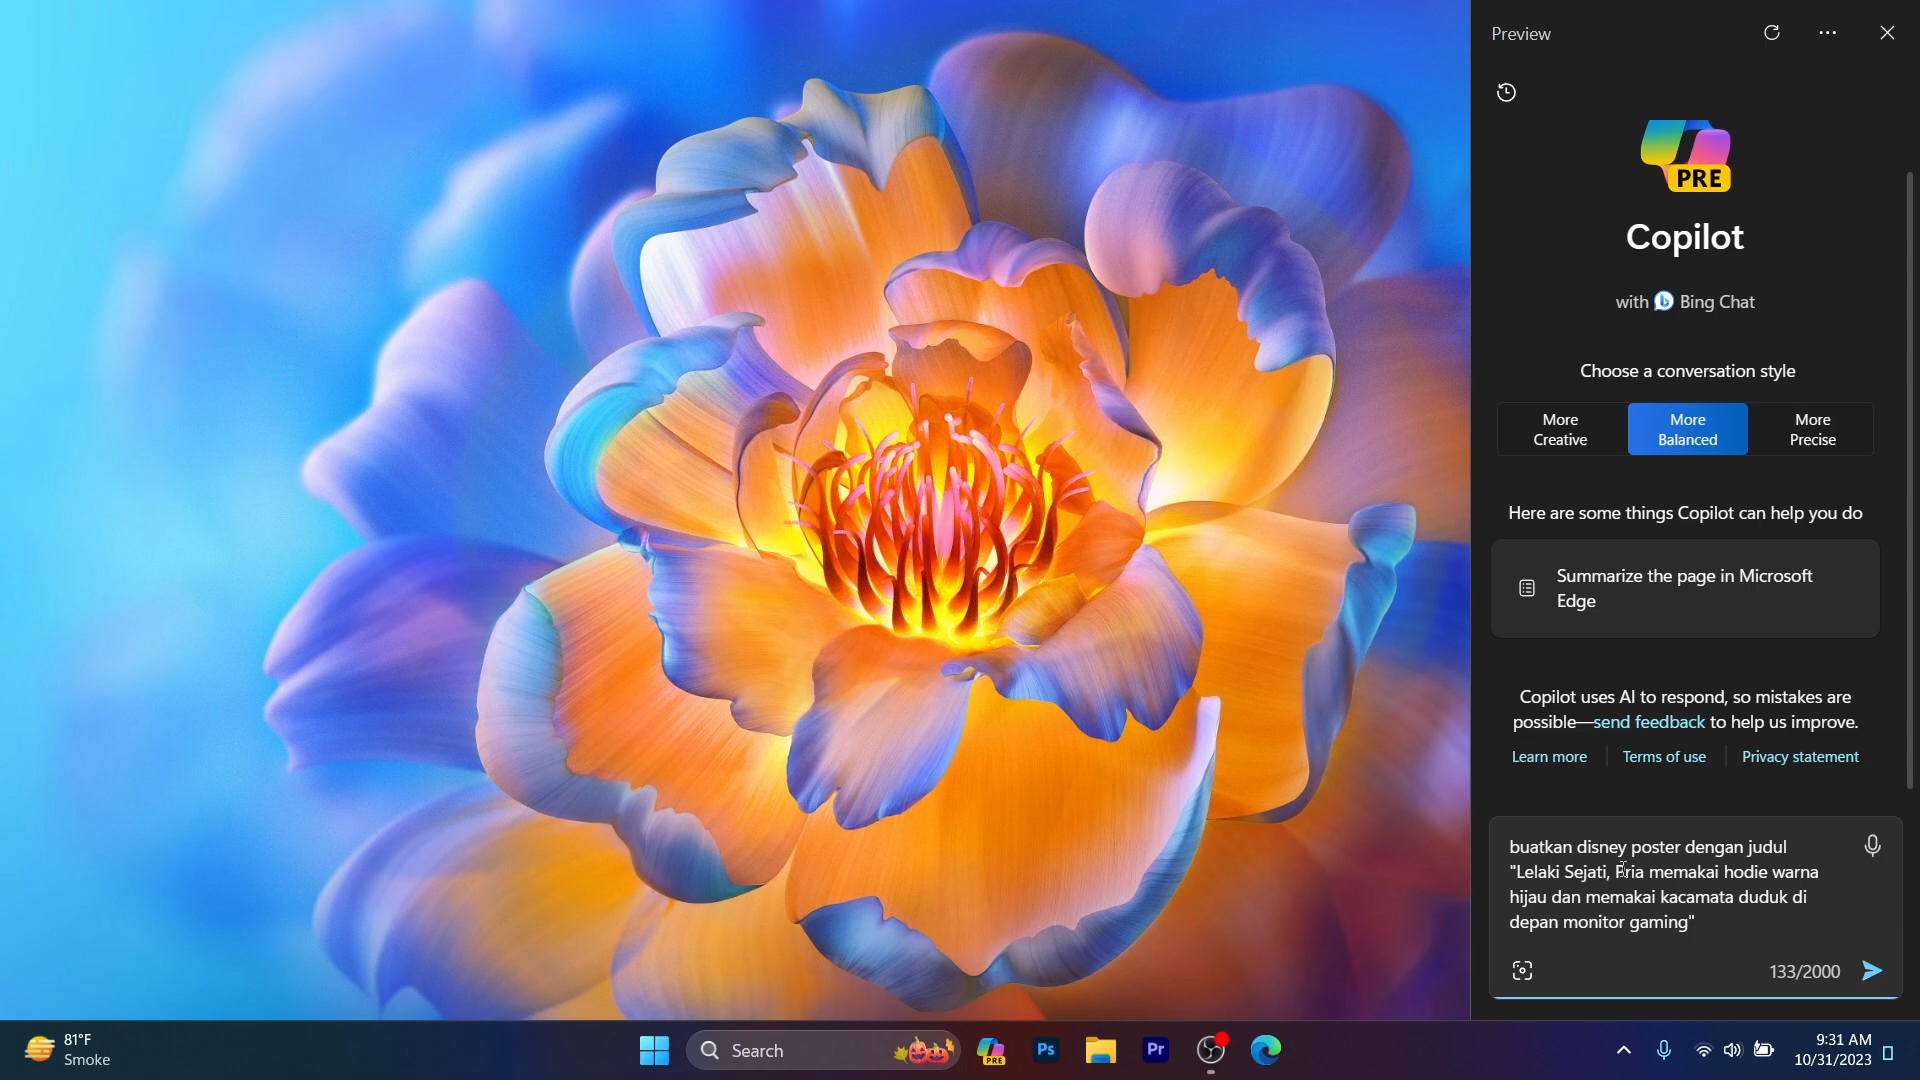 Preview
PRE
Copilot
with Bing Chat
Choose a conversation style
More
Creative
More
Balanced
More
Precise
Here are some things Copilot can help you do
Summarize the page in Microsoft
Edge
Copilot uses AI to respond, so mistakes are
possible—send feedback to help us improve.
Learn more
Terms of use
Privacy statement
buatkan disney poster dengan judul
"Lelaki Sejati, Pria memakai hodie warna
hijau dan memakai kacamata duduk di
depan monitor gaming"
133/2000
81°F
Smoke
Search
PRE
Ps
Pr
9:31 AM
10/31/2023